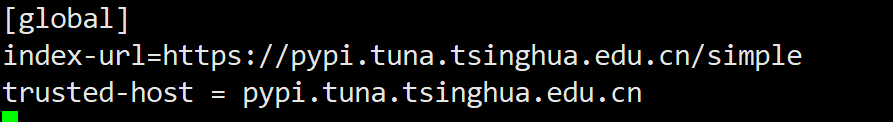 [global]
index-url=https://pypi.tuna.tsinghua.edu.cn/simple
trusted-host = pypi.tuna.tsinghua.edu.cn